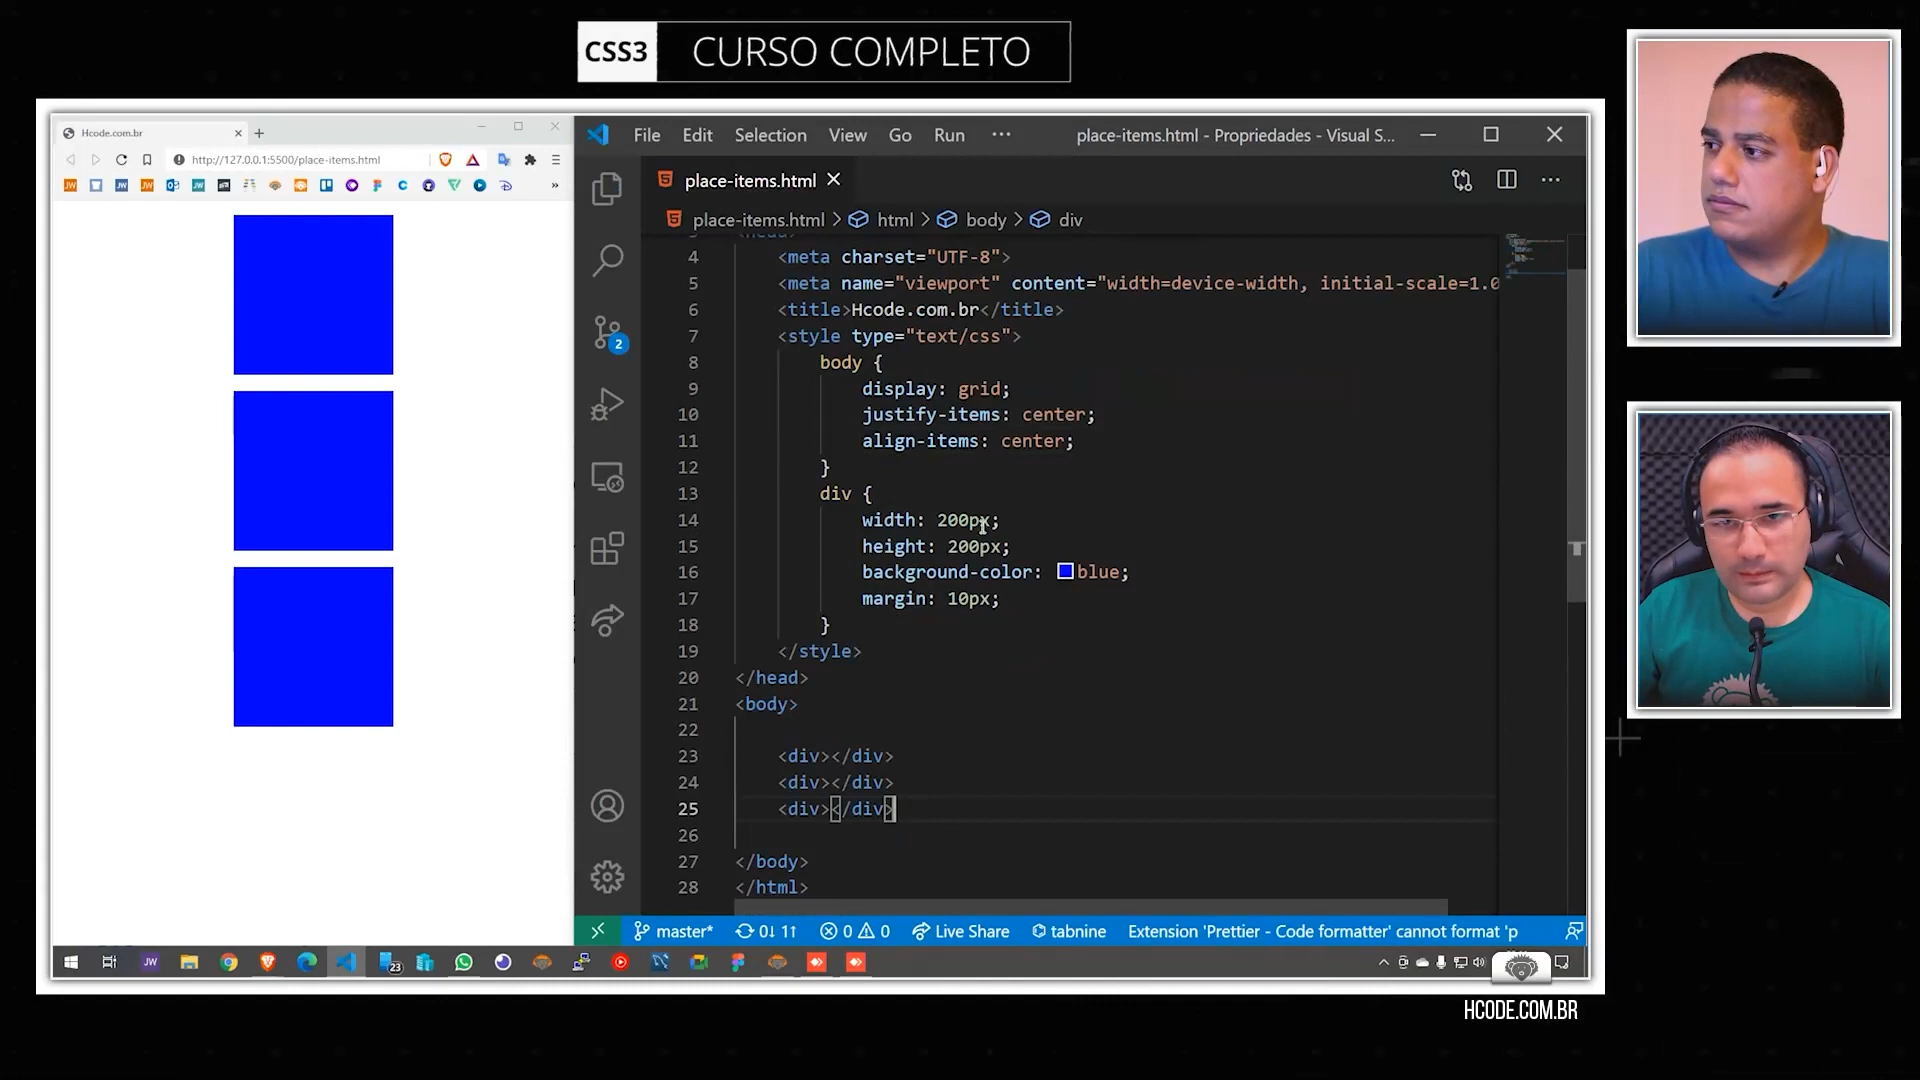 CSS3 CURSO COMPLETO
Hcode.com.br
http://127.0.0.1:5500/place-items.html
File Edit Selection View Go Run ··· place-items.html - Propriedades - Visual S...
place-items.html
place-items.html > html > body > div
4 <meta charset="UTF-8">
5 <meta name="viewport" content="width=device-width, initial-scale=1.0
6 <title>Hcode.com.br</title>
7 <style type="text/css">
8 body {
9 display: grid;
10 justify-items: center;
11 align-items: center;
12 }
13 div {
14 width: 200px;
15 height: 200px;
16 background-color: blue;
17 margin: 10px;
18 }
19 </style>
20 </head>
21 <body>
22
23 <div></div>
24 <div></div>
25 <div></div>
26
27 </body>
28 </html>
2
master* 0↓ 1↑ 0 0 Live Share tabnine Extension 'Prettier - Code formatter' cannot format 'p
JW 23
HCODE.COM.BR